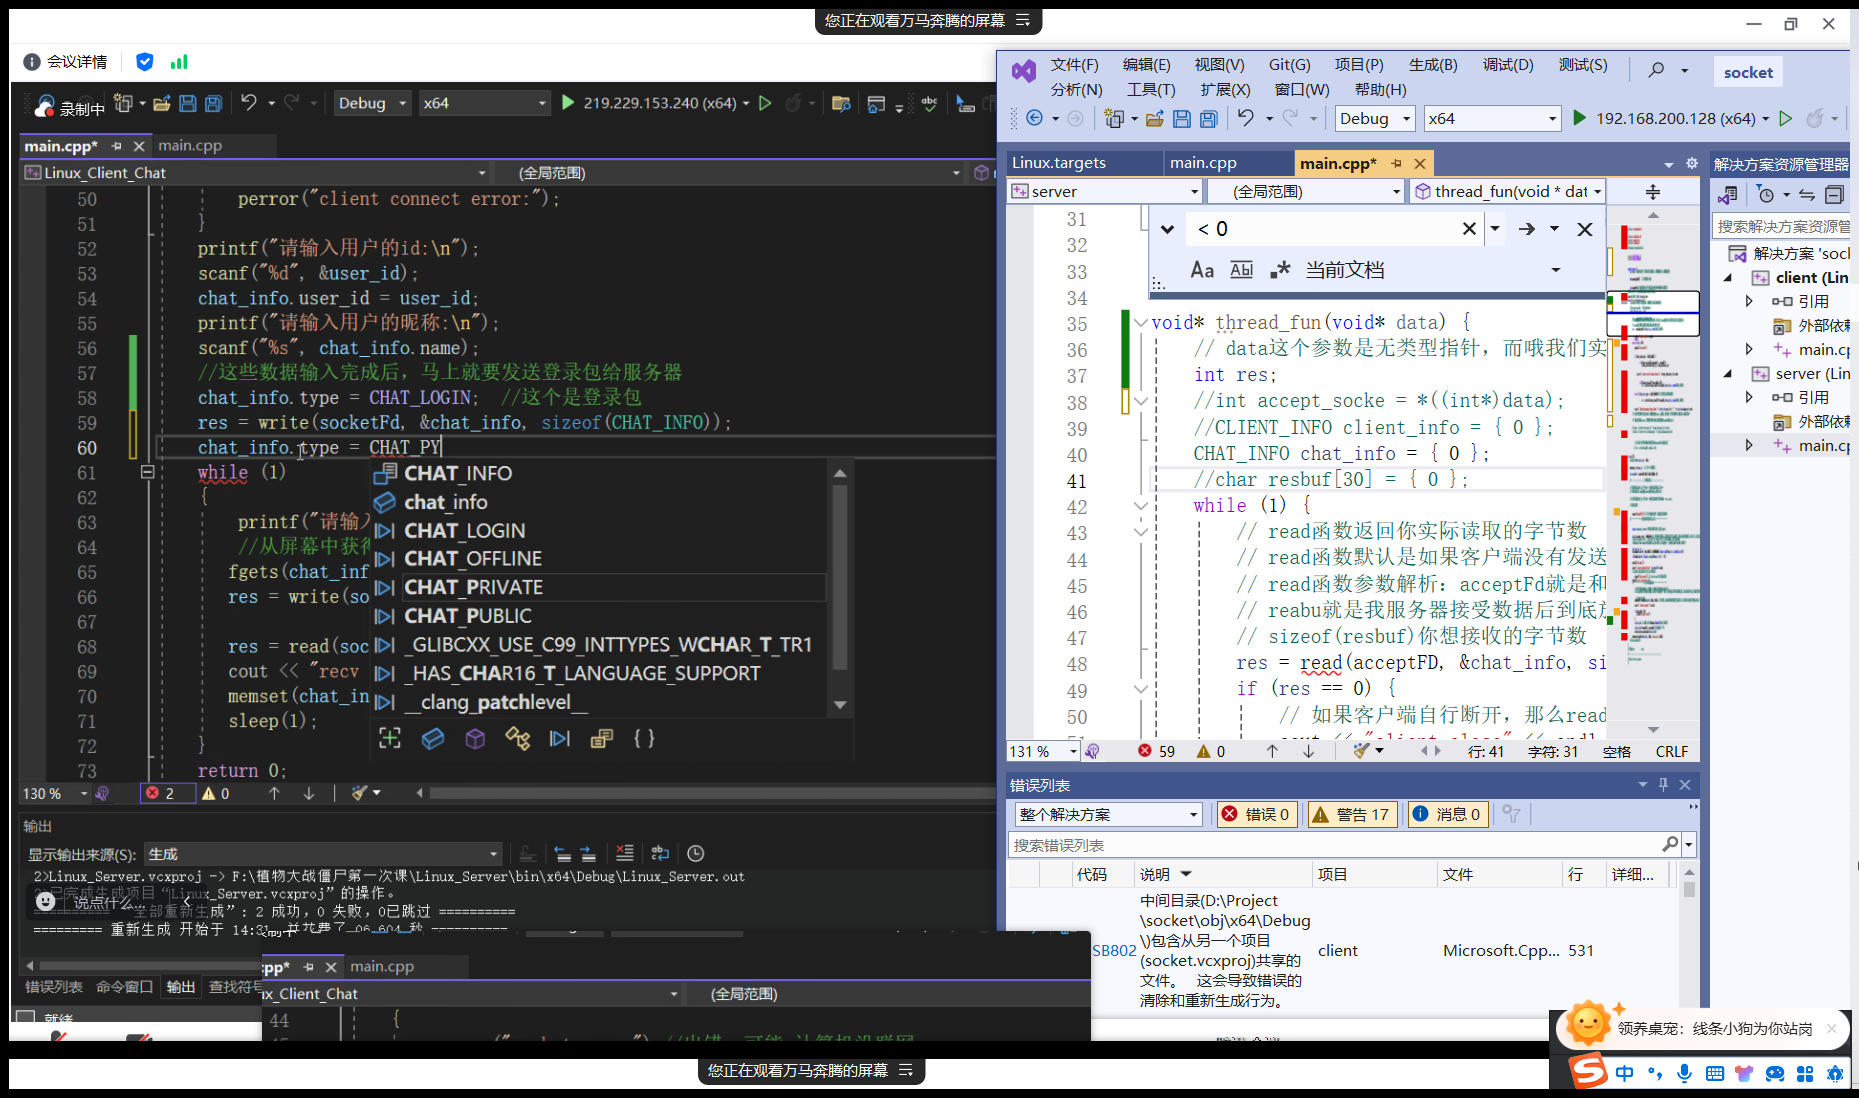 您正在观看万马奔腾的屏幕
会议详情
录制中
Debug
x64
219.229.153.240 (x64)
main.cpp*
main.cpp
Linux_Client_Chat
(全局范围)
50 perror("client connect error:");
51 }
52 printf("请输入用户的id:\n");
53 scanf("%d", &user_id);
54 chat_info.user_id = user_id;
55 printf("请输入用户的昵称:\n");
56 scanf("%s", chat_info.name);
57 //这些数据输入完成后，马上就要发送登录包给服务器
58 chat_info.type = CHAT_LOGIN; //这个是登录包
59 res = write(socketFd, &chat_info, sizeof(CHAT_INFO));
60 chat_info.type = CHAT_PY
61 while (1)
62 {
63 printf("请输
64 //从屏幕中获得
65 fgets(chat_inf
66 res = write(so
67
68 res = read(soc
69 cout << "recv
70 memset(chat_in
71 sleep(1);
72 }
73 return 0;
CHAT_INFO
chat_info
CHAT_LOGIN
CHAT_OFFLINE
CHAT_PRIVATE
CHAT_PUBLIC
_GLIBCXX_USE_C99_INTTYPES_WCHAR_T_TR1
_HAS_CHAR16_T_LANGUAGE_SUPPORT
__clang_patchlevel__
130 %
2
0
输出
显示输出来源(S):
生成
2>Linux_Server.vcxproj -> F:\植物大战僵尸第一次课\Linux_Server\bin\x64\Debug\Linux_Server.out
已完成生成项目“Linux_Server.vcxproj”的操作。
说点什么...
========== “全部重新生成”: 2 成功，0 失败，0已跳过 ==========
========= 重新生成 开始于 14:3
错误列表
命令窗口
输出
查找符号
就绪
cpp*
main.cpp
ux_Client_Chat
(全局范围)
44 {
文件(F)
编辑(E)
视图(V)
Git(G)
项目(P)
生成(B)
调试(D)
测试(S)
分析(N)
工具(T)
扩展(X)
窗口(W)
帮助(H)
socket
Debug
x64
192.168.200.128 (x64)
Linux.targets
main.cpp
main.cpp*
server
(全局范围)
thread_fun(void * dat
< 0
Aa
Abl
当前文档
31
32
33
34
35 void* thread_fun(void* data) {
36 // data这个参数是无类型指针，而哦我们实
37 int res;
38 //int accept_socke = *((int*)data);
39 //CLIENT_INFO client_info = { 0 };
40 CHAT_INFO chat_info = { 0 };
41 //char resbuf[30] = { 0 };
42 while (1) {
43 // read函数返回你实际读取的字节数
44 // read函数默认是如果客户端没有发送
45 // read函数参数解析：acceptFd就是和
46 // reabu就是我服务器接受数据后到底放
47 // sizeof(resbuf)你想接收的字节数
48 res = read(acceptFD, &chat_info, si
49 if (res == 0) {
50 // 如果客户端自行断开，那么read
131 %
59
0
行: 41
字符: 31
空格
CRLF
错误列表
整个解决方案
错误 0
警告 17
消息 0
搜索错误列表
代码
说明
项目
文件
行
详细...
SB802
中间目录(D:\Project
\socket\obj\x64\Debug
\)包含从另一个项目
(socket.vcxproj)共享的
文件。 这会导致错误的
清除和重新生成行为。
client
Microsoft.Cpp...
531
解决方案资源管理器
搜索解决方案资源管
解决方案 'sock
client (Lin
引用
外部依
main.cp
server (Lin
引用
外部依
main.cp
领养桌宠：线条小狗为你站岗
中
您正在观看万马奔腾的屏幕